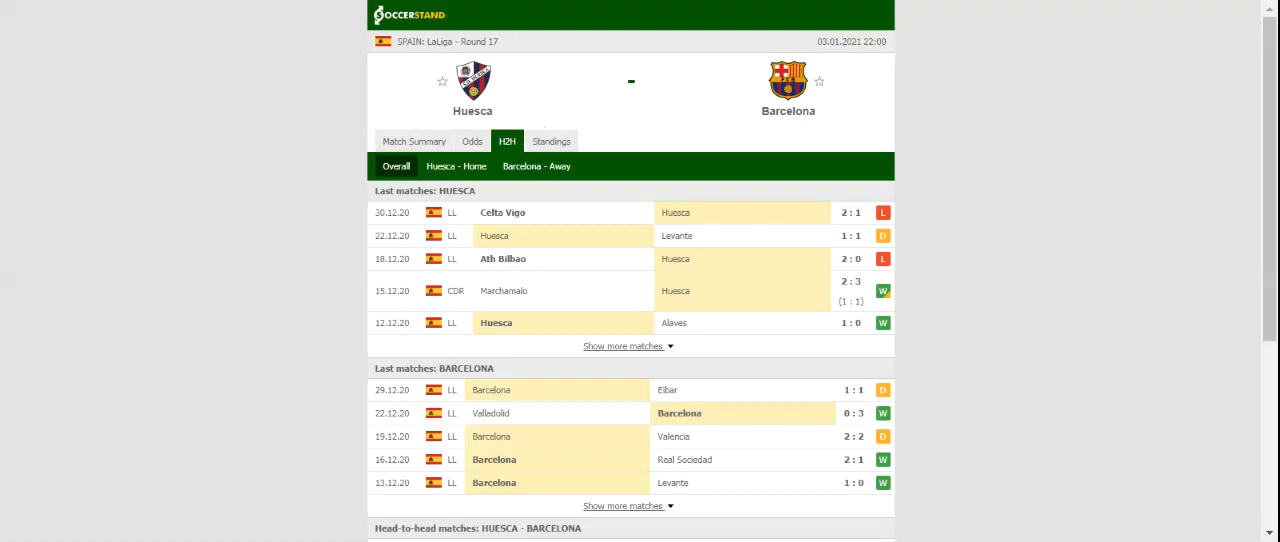 SOCCERSTAND
SPAIN: LaLiga - Round 17 03.01.2021 22:00
-
Huesca Barcelona
Match Summary Odds H2H Standings
Overall Huesca - Home Barcelona - Away
Last matches: HUESCA
30.12.20 LL Celta Vigo Huesca 2 : 1 L
22.12.20 LL Huesca Levante 1 : 1 D
18.12.20 LL Ath Bilbao Huesca 2 : 0 L
15.12.20 CDR Marchamalo Huesca 2 : 3 (1 : 1) W
12.12.20 LL Huesca Alaves 1 : 0 W
Show more matches
Last matches: BARCELONA
29.12.20 LL Barcelona Eibar 1 : 1 D
22.12.20 LL Valladolid Barcelona 0 : 3 W
19.12.20 LL Barcelona Valencia 2 : 2 D
16.12.20 LL Barcelona Real Sociedad 2 : 1 W
13.12.20 LL Barcelona Levante 1 : 0 W
Show more matches
Head-to-head matches: HUESCA - BARCELONA